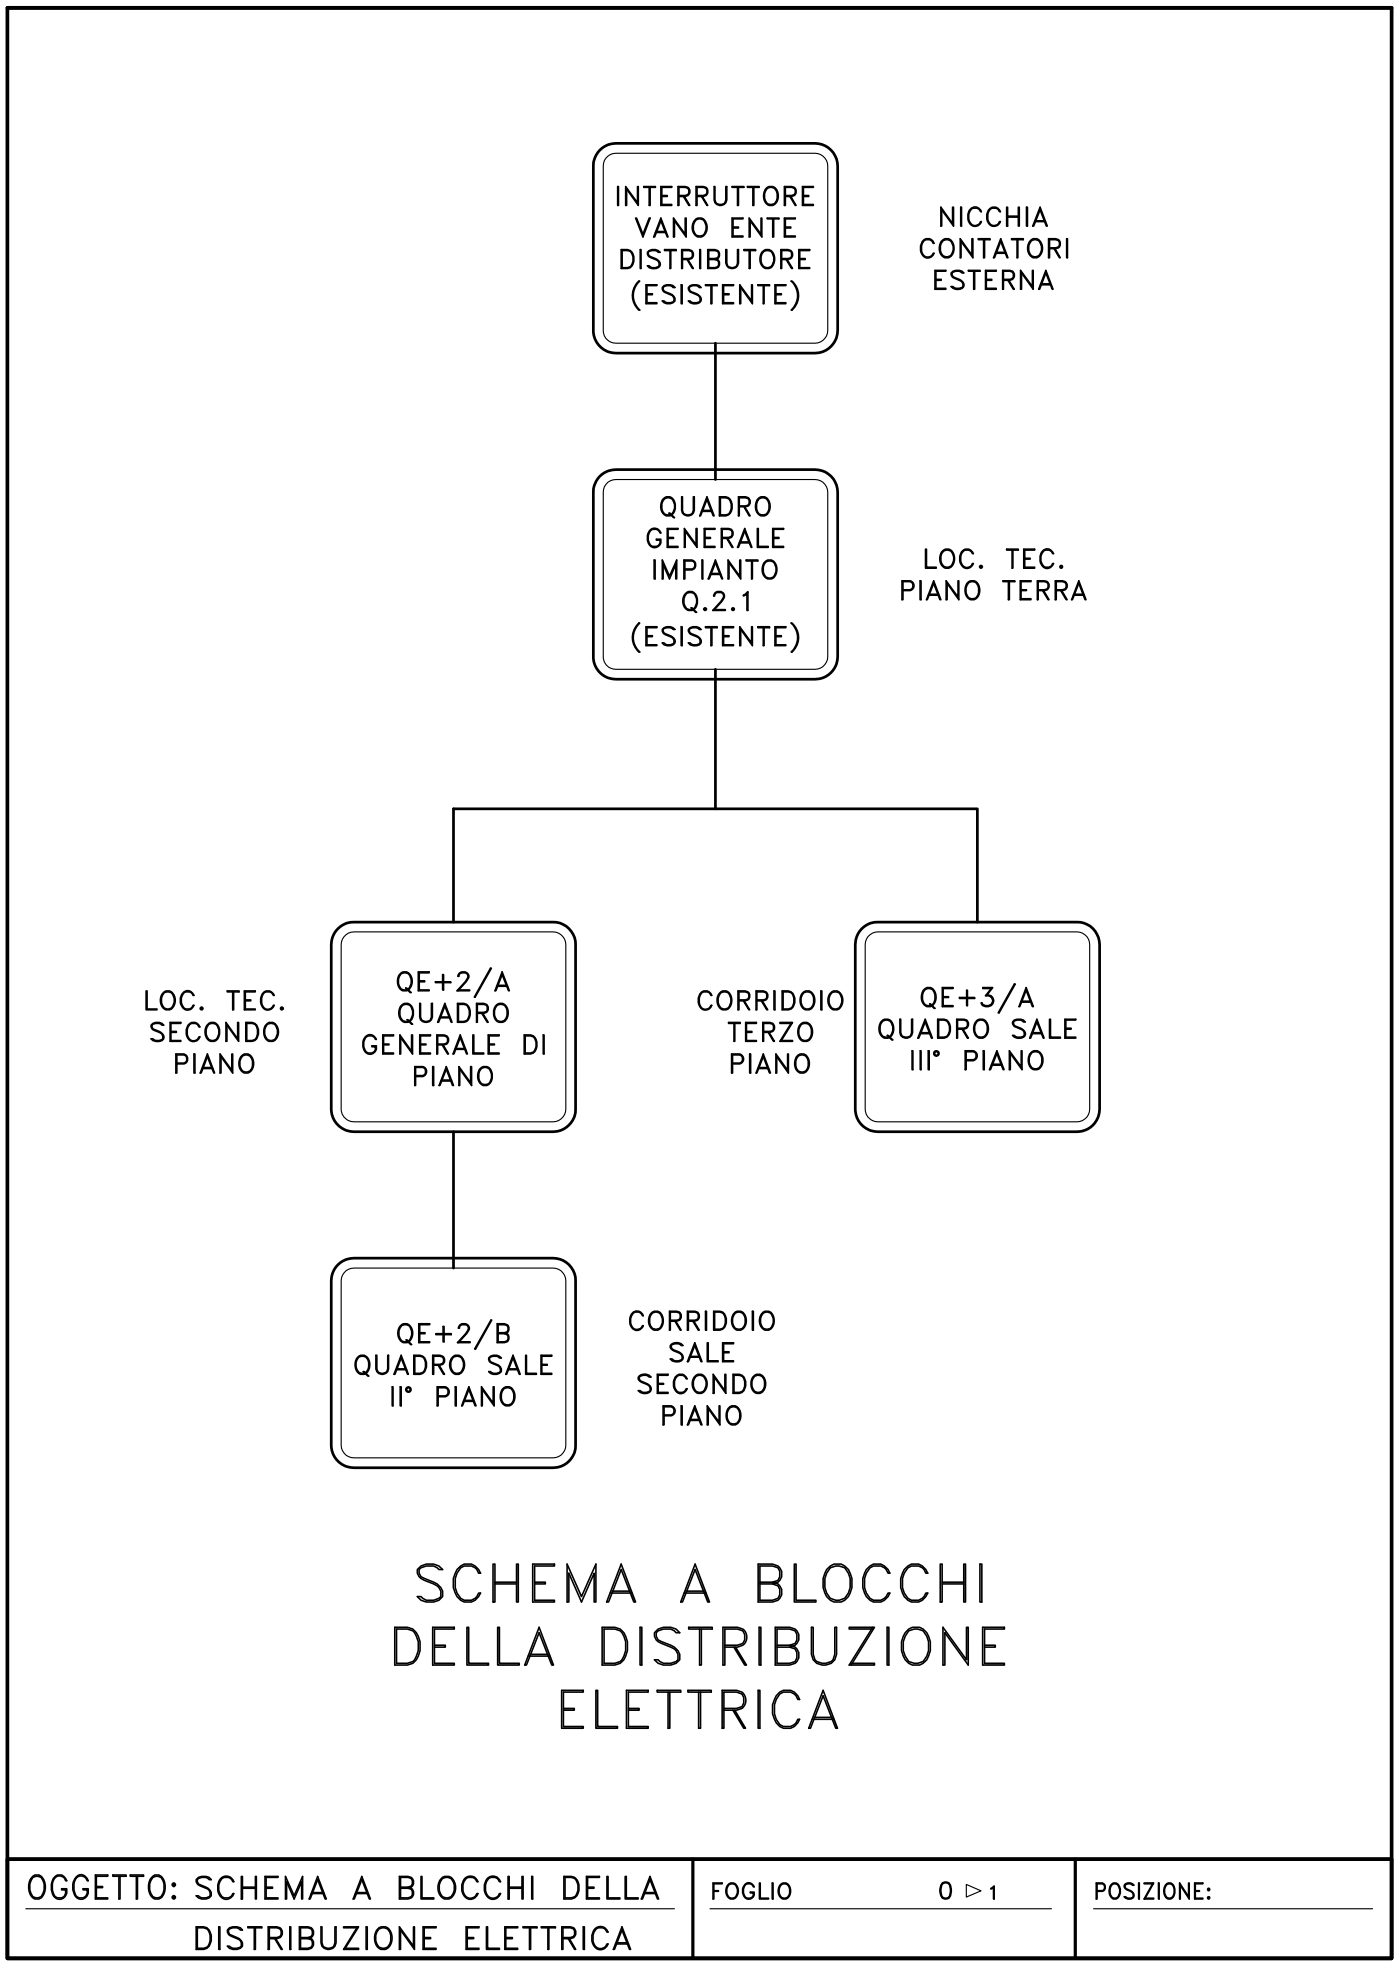 INTERRUTTORE
VANO ENTE
DISTRIBUTORE
(ESISTENTE)
NICCHIA
CONTATORI
ESTERNA
QUADRO
GENERALE
IMPIANTO
Q.2.1
(ESISTENTE)
LOC. TEC.
PIANO TERRA
LOC. TEC.
SECONDO
PIANO
QE+2/A
QUADRO
GENERALE DI
PIANO
CORRIDOIO
TERZO
PIANO
QE+3/A
QUADRO SALE
III° PIANO
QE+2/B
QUADRO SALE
II° PIANO
CORRIDOIO
SALE
SECONDO
PIANO
SCHEMA A BLOCCHI
DELLA DISTRIBUZIONE
ELETTRICA
OGGETTO: SCHEMA A BLOCCHI DELLA
DISTRIBUZIONE ELETTRICA
FOGLIO 0 ▷ 1
POSIZIONE: